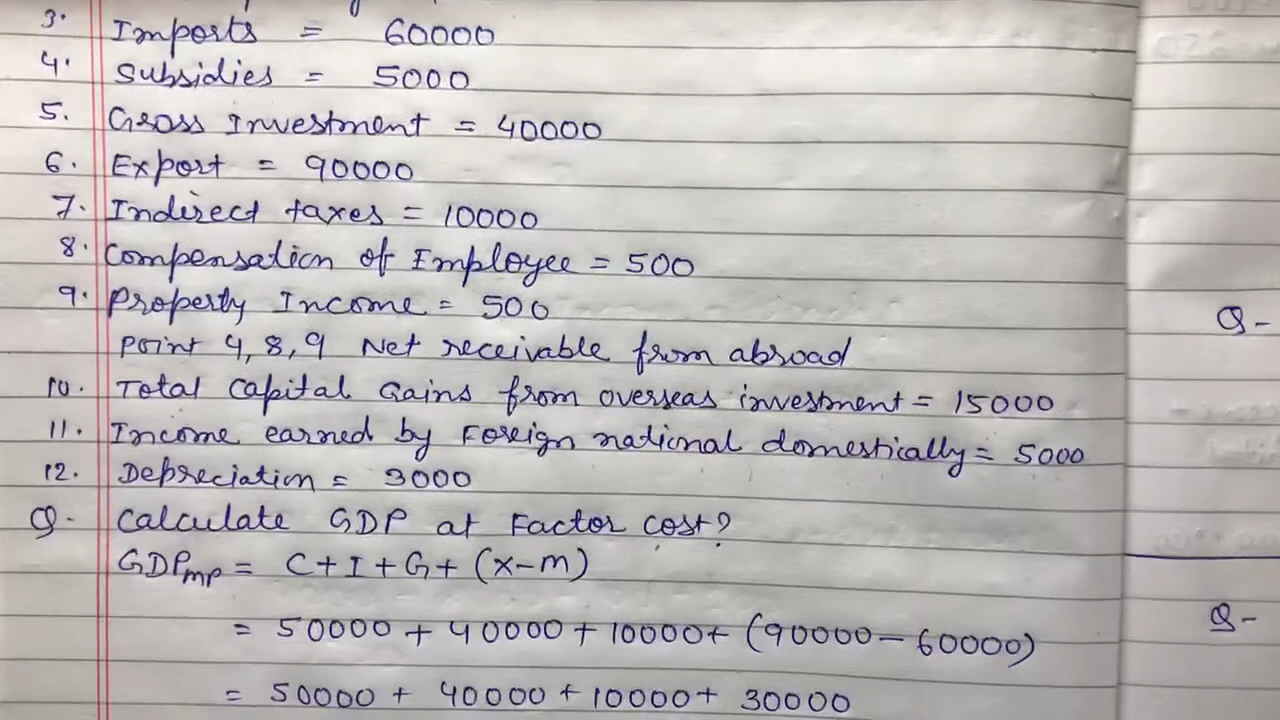 3. Imports = 60000
4. Subsidies = 5000
5. Gross Investment = 40000
6. Export = 90000
7. Indirect taxes = 10000
8. Compensation of Employee = 500
9. Property Income = 500
Point 4, 8, 9 Net receivable from abroad
10. Total Capital Gains from overseas investment = 15000
11. Income earned by Foreign national domestically = 5000
12. Depreciation = 3000
Q. Calculate GDP at Factor cost?
GDPmp = C+I+G+(X-m)
= 50000 + 40000 + 10000 + (90000 - 60000)
= 50000 + 40000 + 10000 + 30000
Q-
Q-